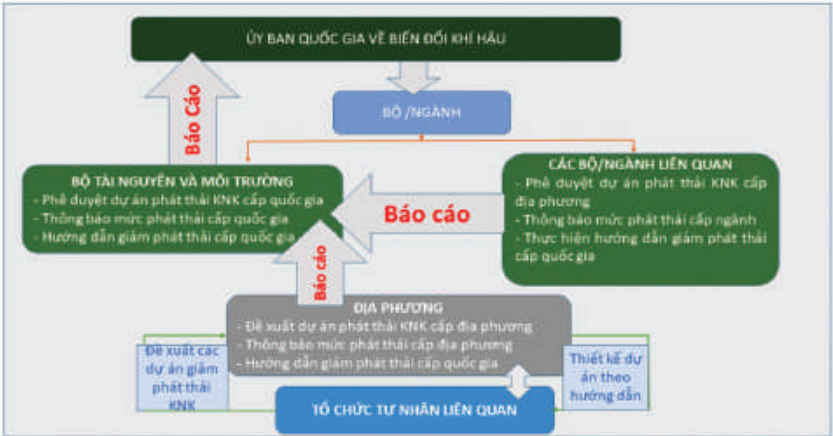 ỦY BAN QUỐC GIA VỀ BIẾN ĐỔI KHÍ HẬU
Báo Cáo
BỘ /NGÀNH
BỘ TÀI NGUYÊN VÀ MÔI TRƯỜNG
- Phê duyệt dự án phát thải KNK cấp quốc gia
- Thông báo mức phát thải cấp quốc gia
- Hướng dẫn giảm phát thải cấp quốc gia
Báo cáo
CÁC BỘ/NGÀNH LIÊN QUAN
- Phê duyệt dự án phát thải KNK cấp
địa phương
- Thông báo mức phát thải cấp ngành
- Thực hiện hướng dẫn giảm phát thải
cấp quốc gia
Báo cáo
ĐỊA PHƯƠNG
- Đề xuất dự án phát thải KNK cấp địa phương
- Thông báo mức phát thải cấp địa phương
- Hướng dẫn giảm phát thải cấp quốc gia
Đề xuất các
dự án giảm
phát thải
KNK
Thiết kế dự
án theo
hướng dẫn
TỔ CHỨC TƯ NHÂN LIÊN QUAN